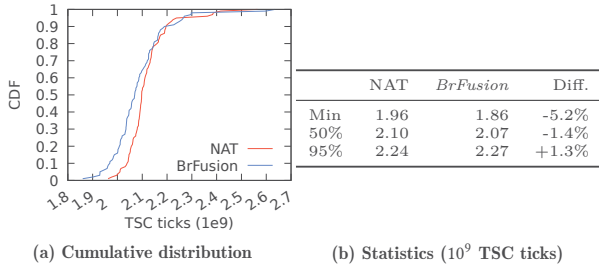 1
0.9
0.8
0.7
0.6
0.5
0.4
0.3
0.2
0.1
0
CDF
NAT
BrFusion
1.8 1.9 2 2.1 2.2 2.3 2.4 2.5 2.6 2.7
TSC ticks (1e9)
(a) Cumulative distribution
NAT BrFusion Diff.
Min 1.96 1.86 -5.2%
50% 2.10 2.07 -1.4%
95% 2.24 2.27 +1.3%
(b) Statistics (10⁹ TSC ticks)